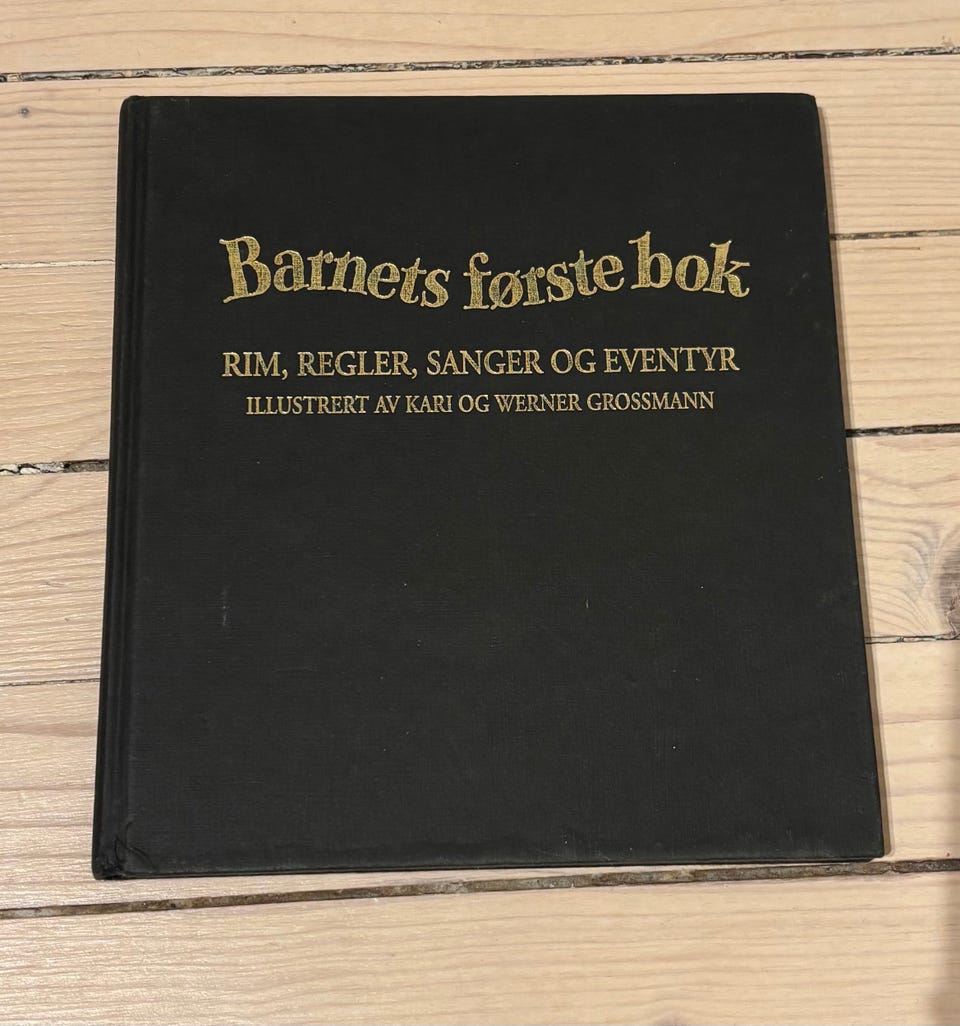 Barnets første bok
RIM, REGLER, SANGER OG EVENTYR
ILLUSTRERT AV KARI OG WERNER GROSSMANN